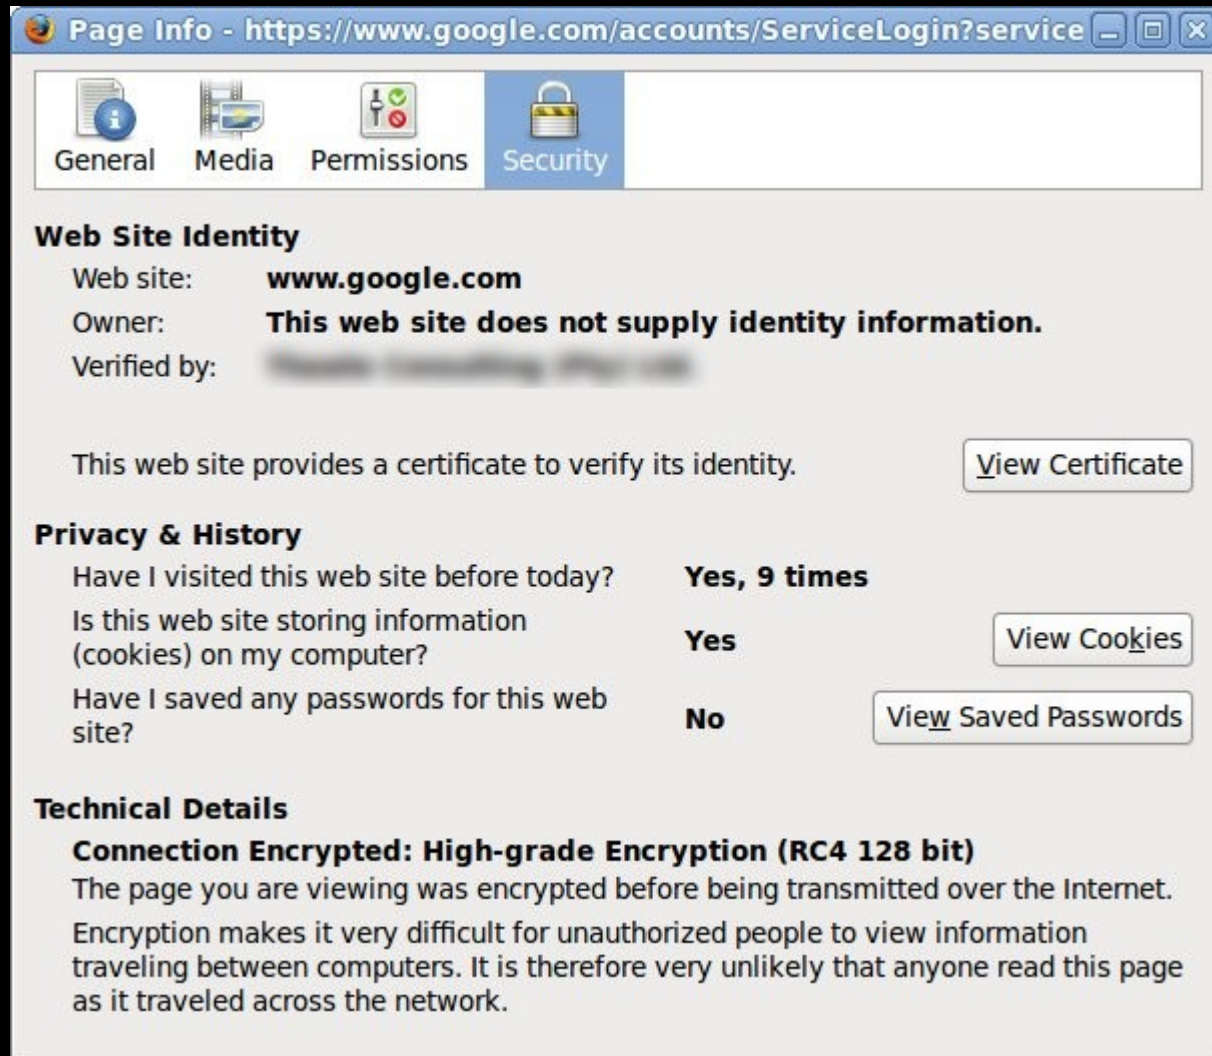 Page Info - https://www.google.com/accounts/ServiceLogin?service
General Media Permissions Security
Web Site Identity
Web site: www.google.com
Owner: This web site does not supply identity information.
Verified by:
This web site provides a certificate to verify its identity. View Certificate
Privacy & History
Have I visited this web site before today? Yes, 9 times
Is this web site storing information
(cookies) on my computer? Yes View Cookies
Have I saved any passwords for this web
site? No View Saved Passwords
Technical Details
Connection Encrypted: High-grade Encryption (RC4 128 bit)
The page you are viewing was encrypted before being transmitted over the Internet.
Encryption makes it very difficult for unauthorized people to view information
traveling between computers. It is therefore very unlikely that anyone read this page
as it traveled across the network.